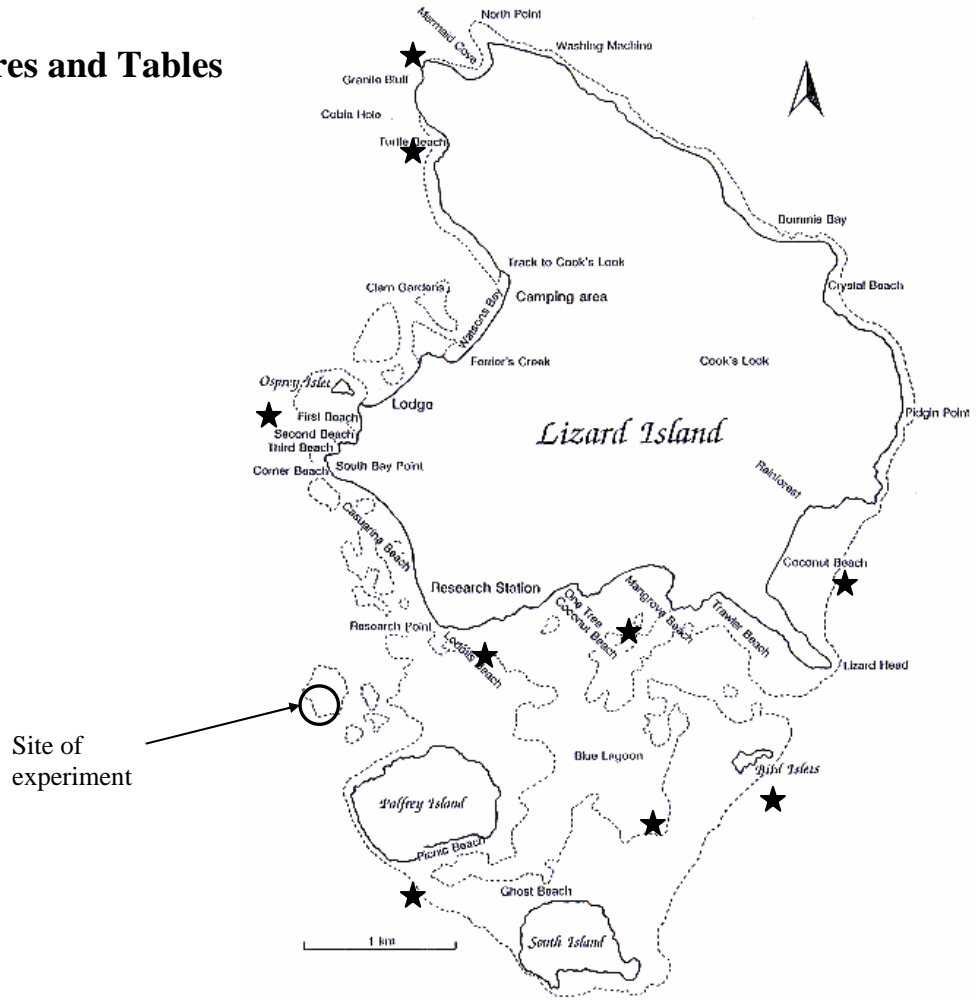 res and Tables
North Point
Mermaid Cove
Washing Machine
Granite Bluff
Cobia Hole
Turtle Beach
Dummie Bay
Track to Cook's Look
Crystal Beach
Clam Gardens
Camping area
Watsons Bay
Ferrier's Creek
Cook's Look
Osprey Islet
Lodge
First Beach
Pidgin Point
Second Beach
Lizard Island
Third Beach
Corner Beach
South Bay Point
Rainforest
Casuarina Beach
Coconut Beach
Research Station
Mangrove Beach
One Tree
Coconut Beach
Trawler Beach
Research Point
Loomis Beach
Lizard Head
Site of
experiment
Blue Lagoon
Bird Islets
Palfrey Island
Picnic Beach
Ghost Beach
1 km
South Island